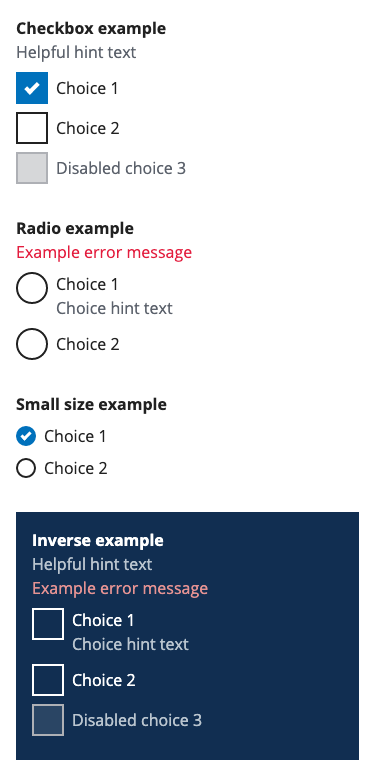 Checkbox example
Helpful hint text
Choice 1
Choice 2
Disabled choice 3
Radio example
Example error message
Choice 1
Choice hint text
Choice 2
Small size example
Choice 1
Choice 2
Inverse example
Helpful hint text
Example error message
Choice 1
Choice hint text
Choice 2
Disabled choice 3